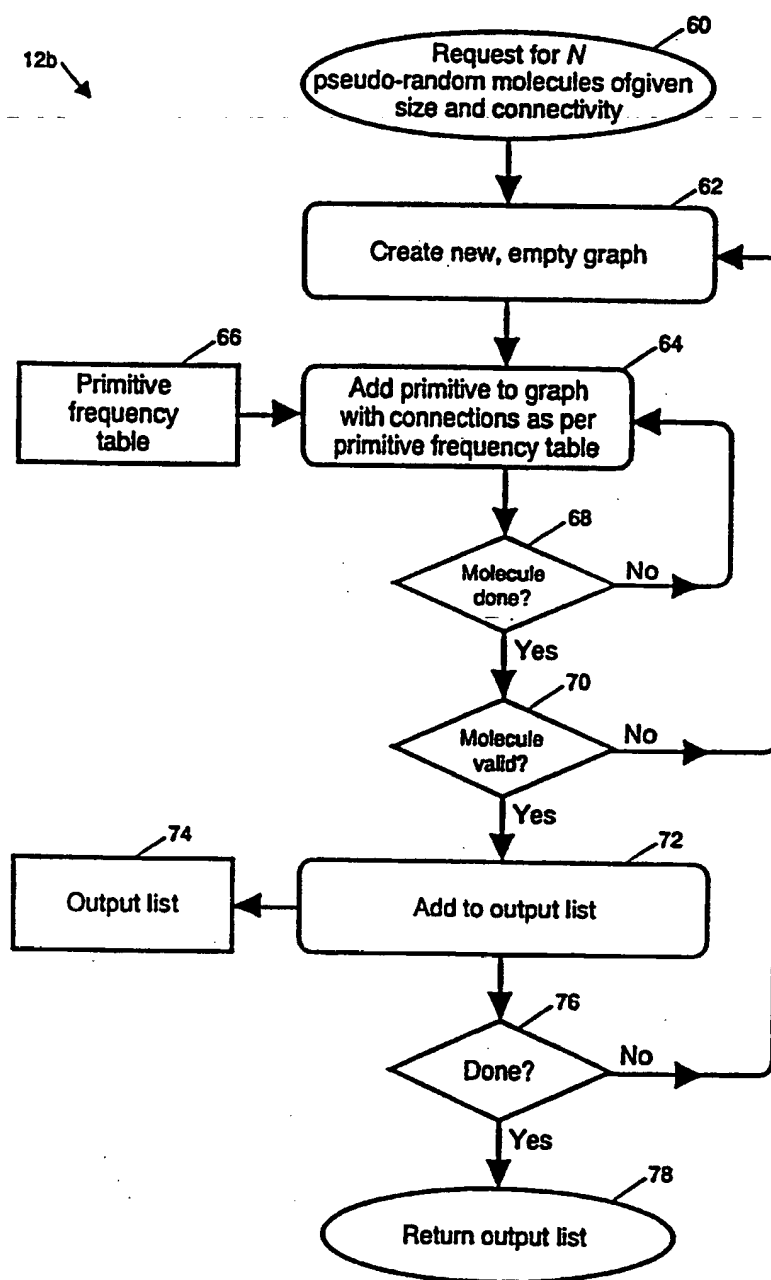 60
12b
Request for N
pseudo-random molecules ofgiven
size and connectivity
62
Create new, empty graph
66
64
Primitive
frequency
table
Add primitive to graph
with connections as per
primitive frequency table
68
Molecule
done?
No
Yes
70
Molecule
valid?
No
Yes
74
72
Output list
Add to output list
76
Done?
No
Yes
78
Return output list